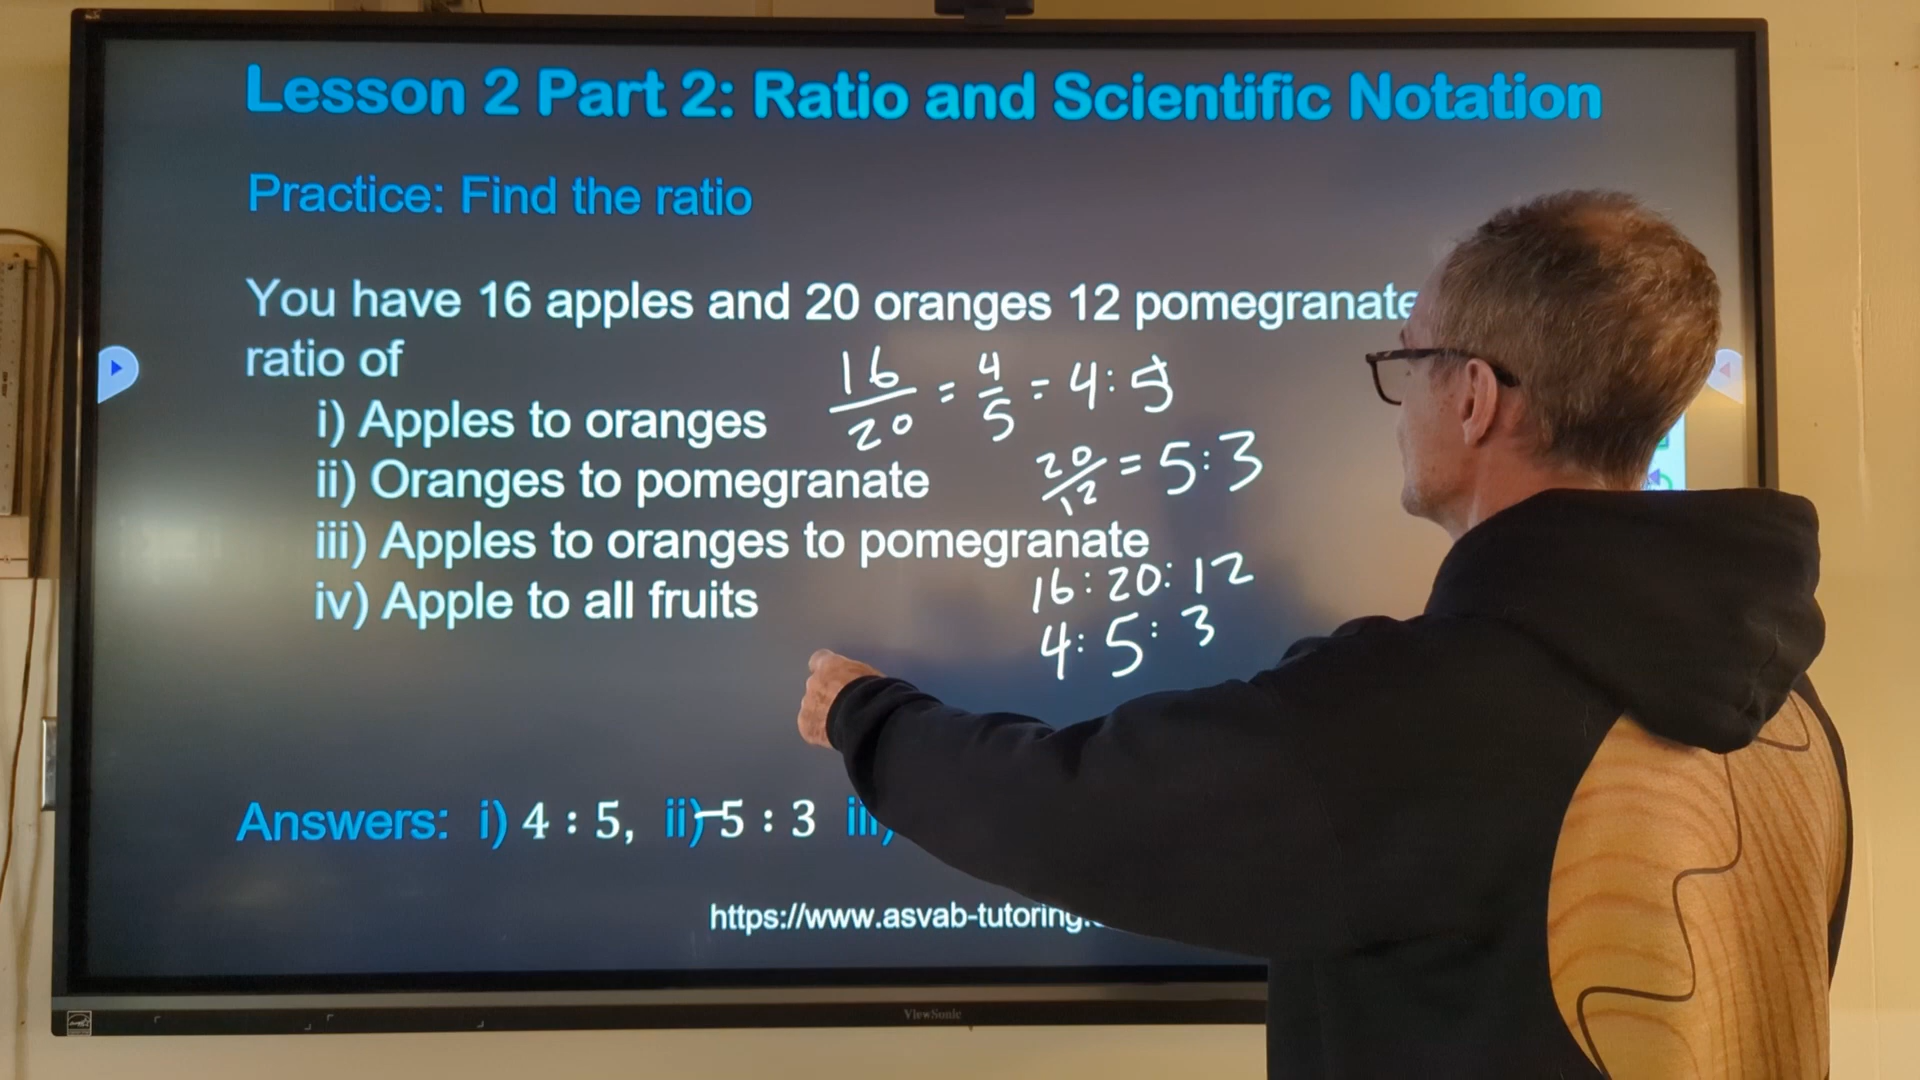 Lesson 2 Part 2: Ratio and Scientific Notation
Practice: Find the ratio
You have 16 apples and 20 oranges 12 pomegranate
ratio of
16/20 = 4/5 = 4:5
i) Apples to oranges
20/12 = 5:3
ii) Oranges to pomegranate
iii) Apples to oranges to pomegranate
16:20:12
iv) Apple to all fruits
4:5:3
Answers: i) 4 : 5, ii) 5 : 3 iii)
https://www.asvab-tutoring.
ViewSonic